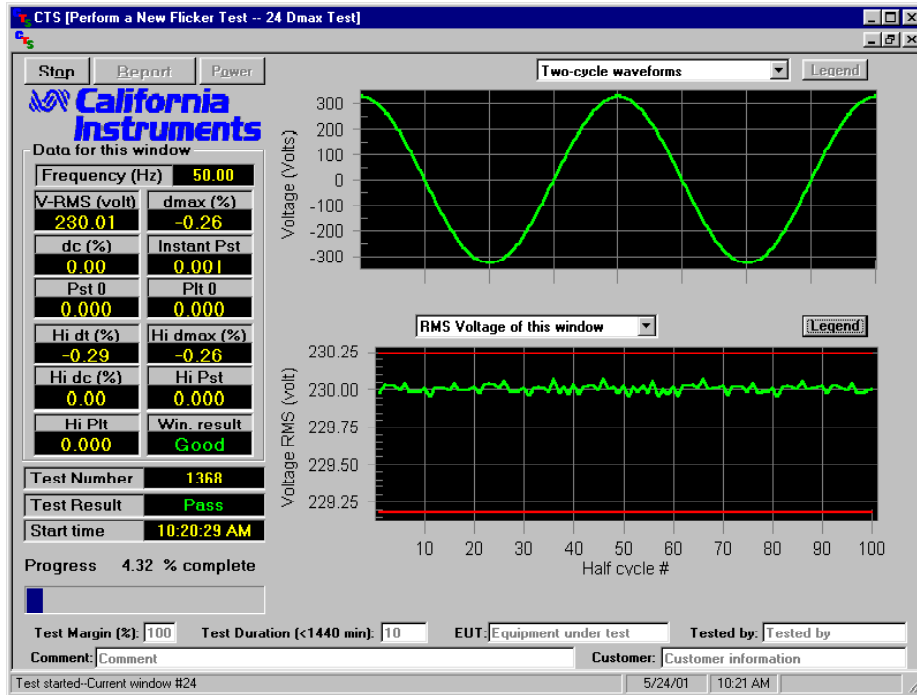 CTS [Perform a New Flicker Test -- 24 Dmax Test]
CTS
Stop Report Power
California
Instruments
Data for this window
Frequency (Hz) 50.00
V-RMS (volt) dmax (%)
230.01 -0.26
dc (%) Instant Pst
0.00 0.001
Pst 0 Plt 0
0.000 0.000
Hi dt (%) Hi dmax (%)
-0.29 -0.26
Hi dc (%) Hi Pst
0.00 0.000
Hi Plt Win. result
0.000 Good
Test Number 1368
Test Result Pass
Start time 10:20:29 AM
Progress 4.32 % complete
Two-cycle waveforms Legend
Voltage (Volts)
300
200
100
0
-100
-200
-300
RMS Voltage of this window Legend
Voltage RMS (volt)
230.25
230.00
229.75
229.50
229.25
10 20 30 40 50 60 70 80 90 100
Half cycle #
Test Margin (%): 100 Test Duration (<1440 min): 10 EUT: Equipment under test Tested by: Tested by
Comment: Comment Customer: Customer information
Test started--Current window #24 5/24/01 10:21 AM